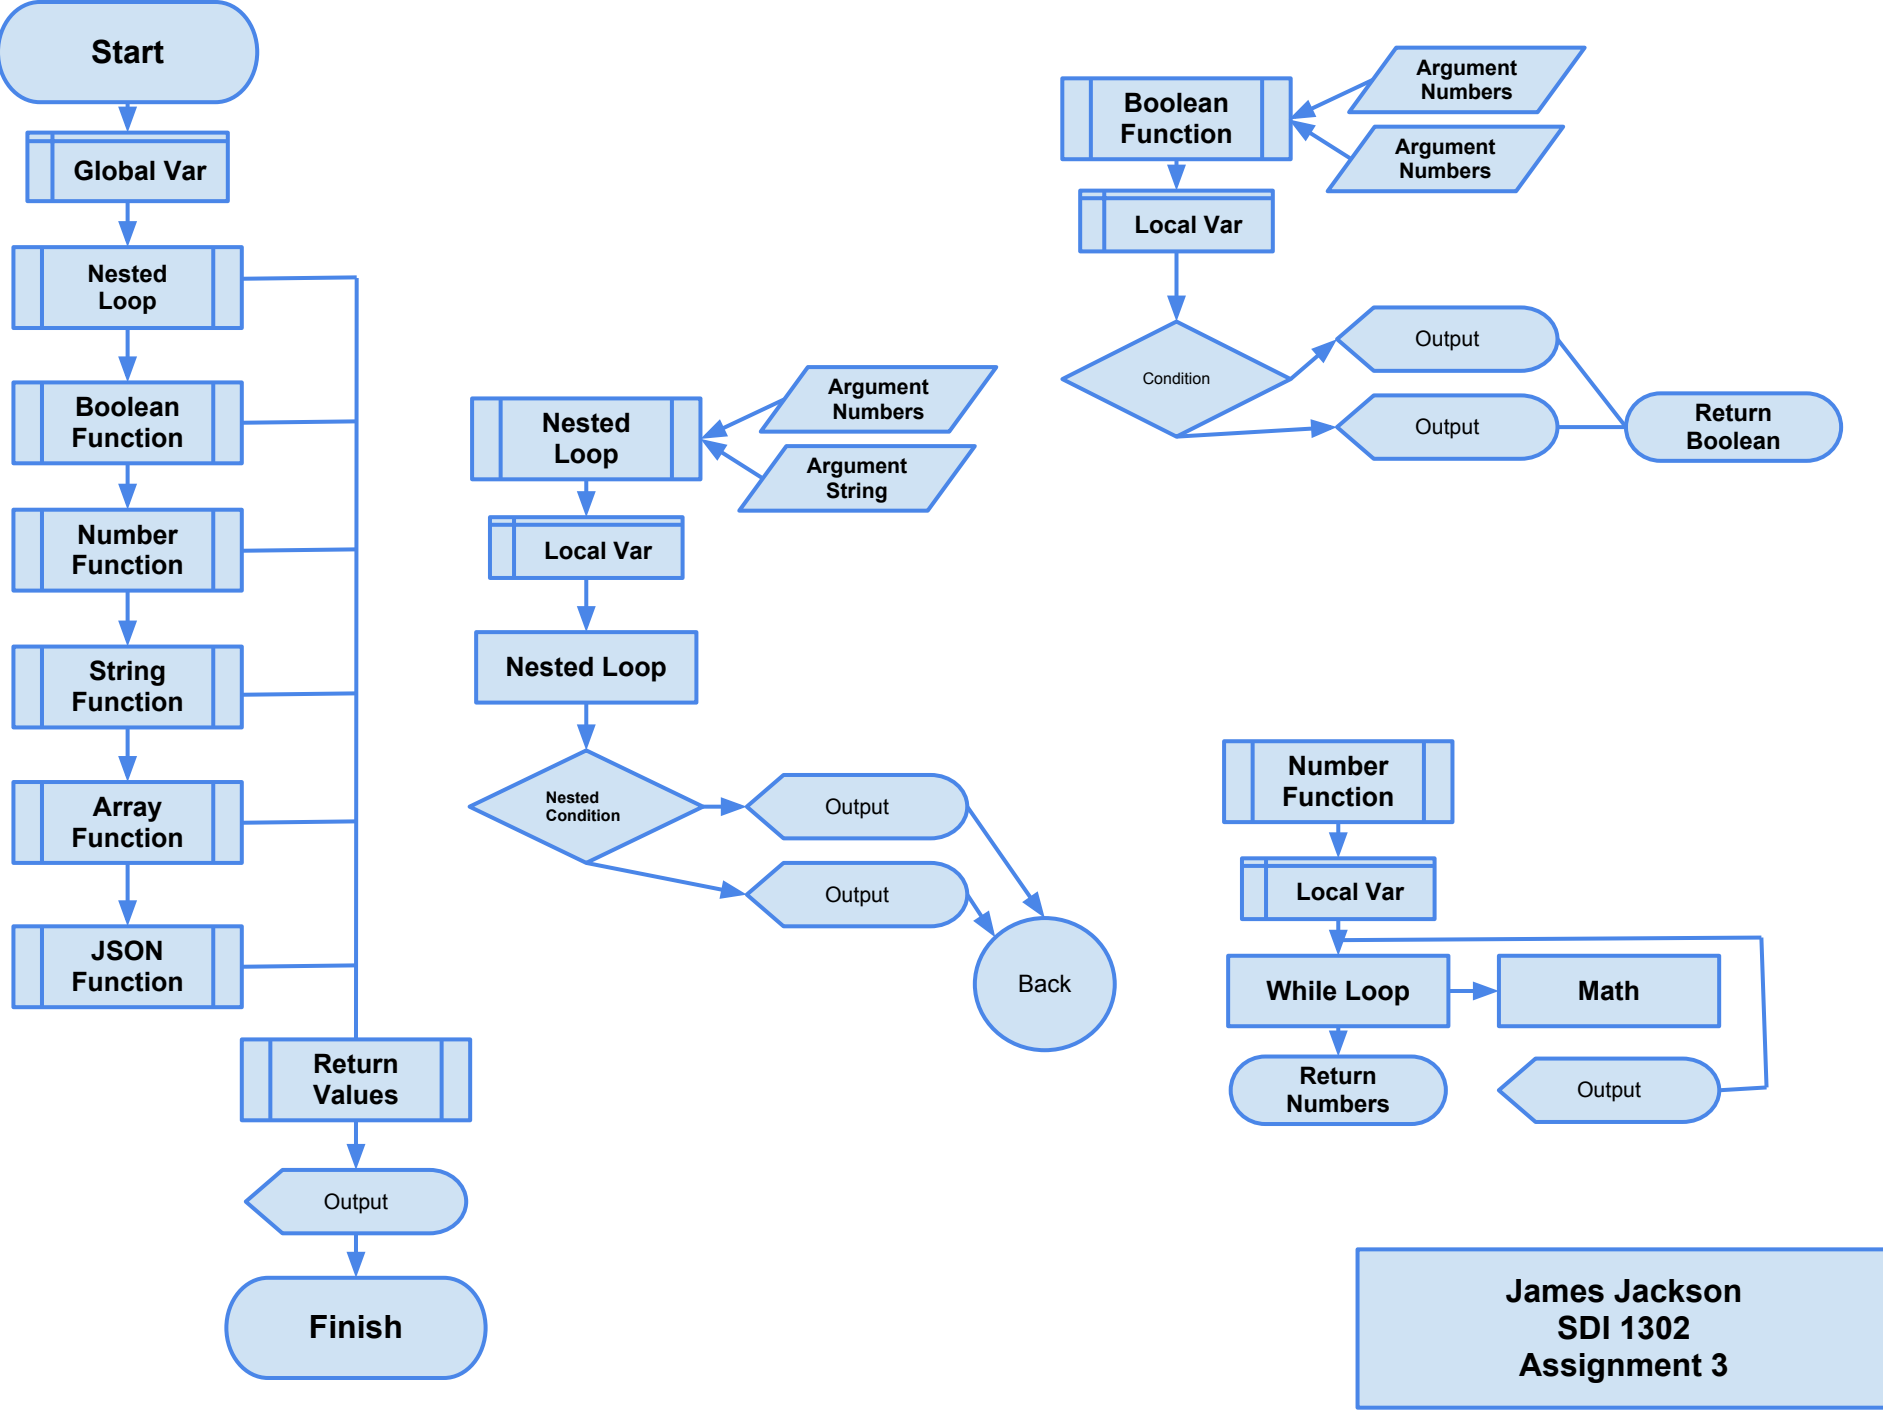 Start
Global Var
Nested
Loop
Boolean
Function
Number
Function
String
Function
Array
Function
JSON
Function
Return
Values
Output
Finish
Nested
Loop
Argument
Numbers
Argument
String
Local Var
Nested Loop
Nested
Condition
Output
Output
Back
Boolean
Function
Argument
Numbers
Argument
Numbers
Local Var
Condition
Output
Output
Return
Boolean
Number
Function
Local Var
While Loop
Math
Return
Numbers
Output
James Jackson
SDI 1302
Assignment 3